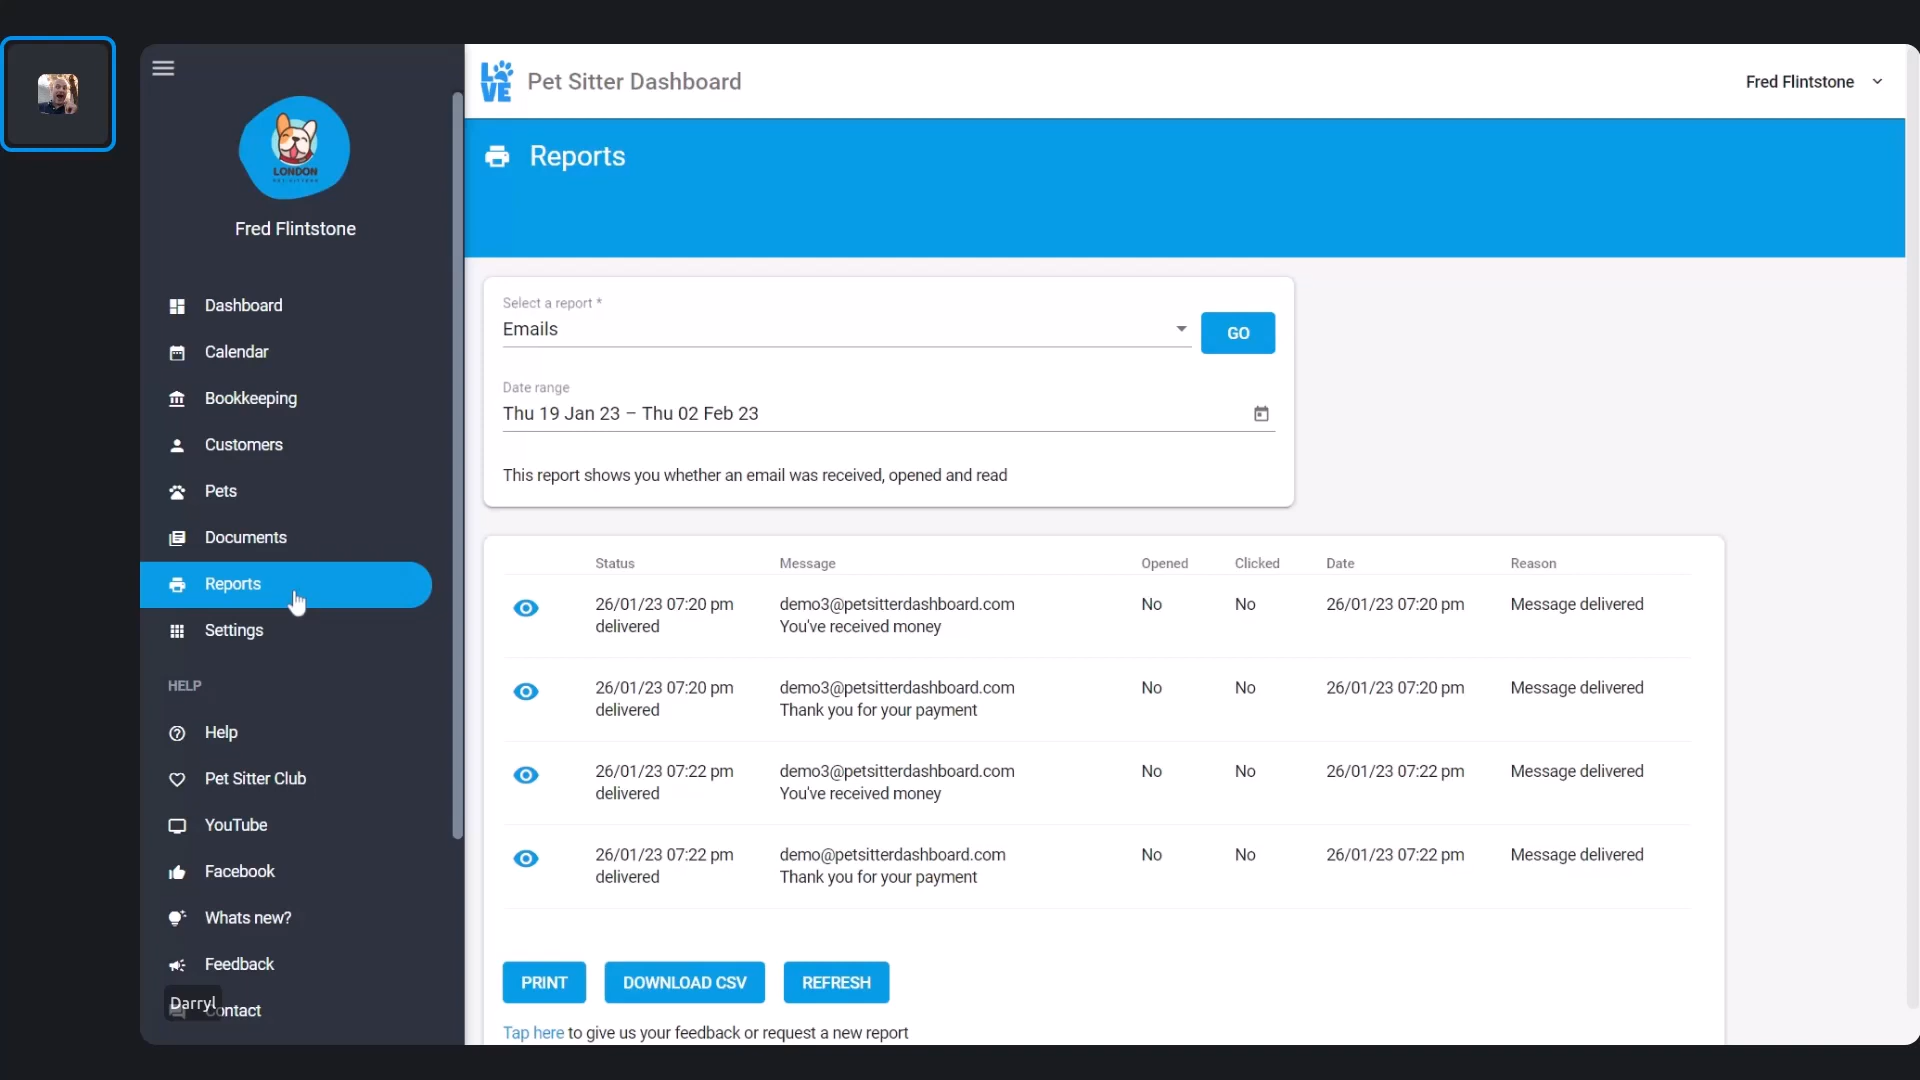 LOVE
Pet Sitter Dashboard
Fred Flintstone
LONDON
Fred Flintstone
Dashboard
Calendar
Bookkeeping
Customers
Pets
Documents
Reports
Settings
HELP
Help
Pet Sitter Club
YouTube
Facebook
Whats new?
Feedback
Darryl
ontact
Reports
Select a report *
Emails
GO
Date range
Thu 19 Jan 23 – Thu 02 Feb 23
This report shows you whether an email was received, opened and read
Status Message Opened Clicked Date Reason
26/01/23 07:20 pm demo3@petsitterdashboard.com No No 26/01/23 07:20 pm Message delivered
delivered You've received money
26/01/23 07:20 pm demo3@petsitterdashboard.com No No 26/01/23 07:20 pm Message delivered
delivered Thank you for your payment
26/01/23 07:22 pm demo3@petsitterdashboard.com No No 26/01/23 07:22 pm Message delivered
delivered You've received money
26/01/23 07:22 pm demo@petsitterdashboard.com No No 26/01/23 07:22 pm Message delivered
delivered Thank you for your payment
PRINT DOWNLOAD CSV REFRESH
Tap here to give us your feedback or request a new report